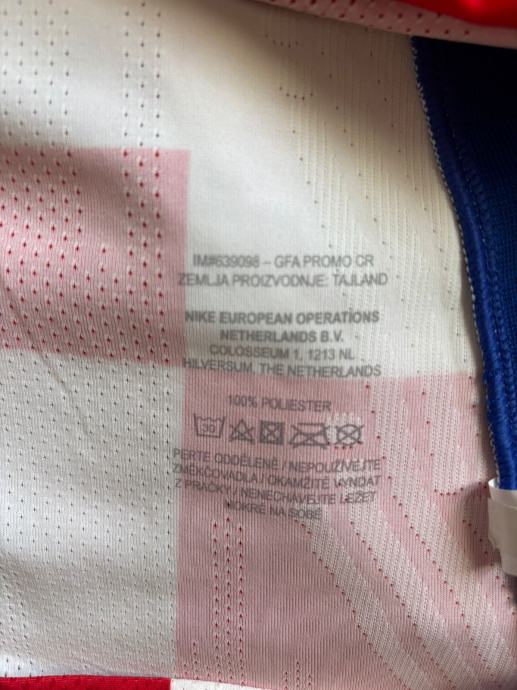 IM#639098 – GFA PROMO CR
ZEMLJA PROIZVODNJE: TAJLAND
NIKE EUROPEAN OPERATIONS
NETHERLANDS B.V.
COLOSSEUM 1, 1213 NL
HILVERSUM, THE NETHERLANDS
100% POLIESTER
30
PERTE ODDĚLENĚ / NEPOUŽÍVEJTE
ZMĚKČOVADLA / OKAMŽITĚ VYNDAT
Z PRAČKY / NENECHÁVEJTE LEŽET
MOKRÉ NA SOBĚ